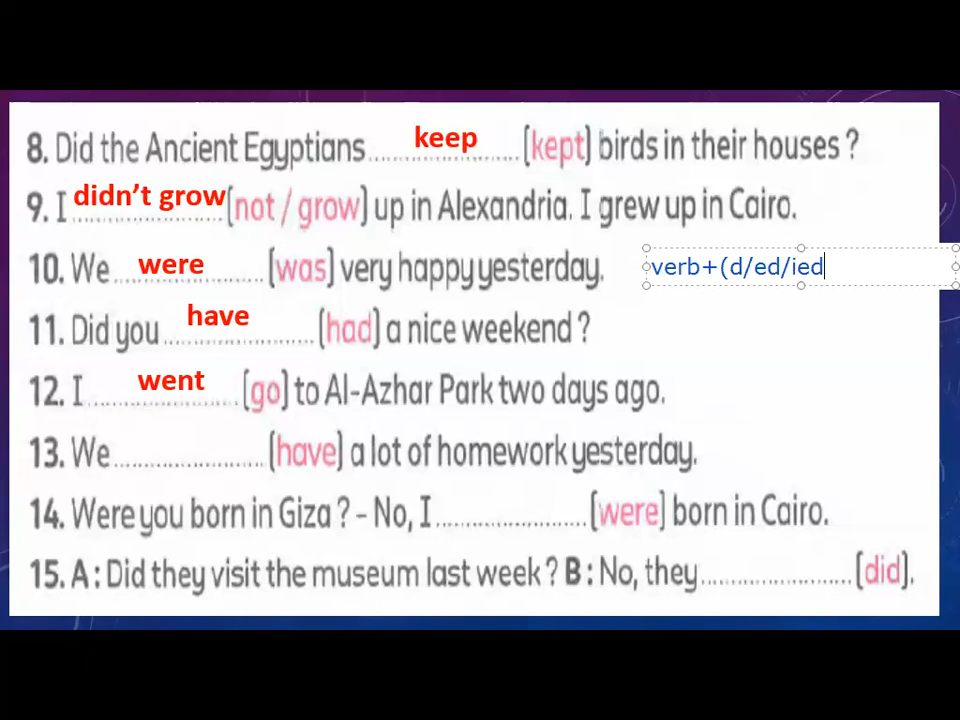 8. Did the Ancient Egyptians keep (kept) birds in their houses ?
9. I didn't grow (not / grow) up in Alexandria. I grew up in Cairo.
10. We were (was) very happy yesterday. verb+(d/ed/ied
11. Did you have (had) a nice weekend ?
12. I went (go) to Al-Azhar Park two days ago.
13. We ........................ (have) a lot of homework yesterday.
14. Were you born in Giza ? - No, I ........................ (were) born in Cairo.
15. A : Did they visit the museum last week ? B : No, they ........................ (did).